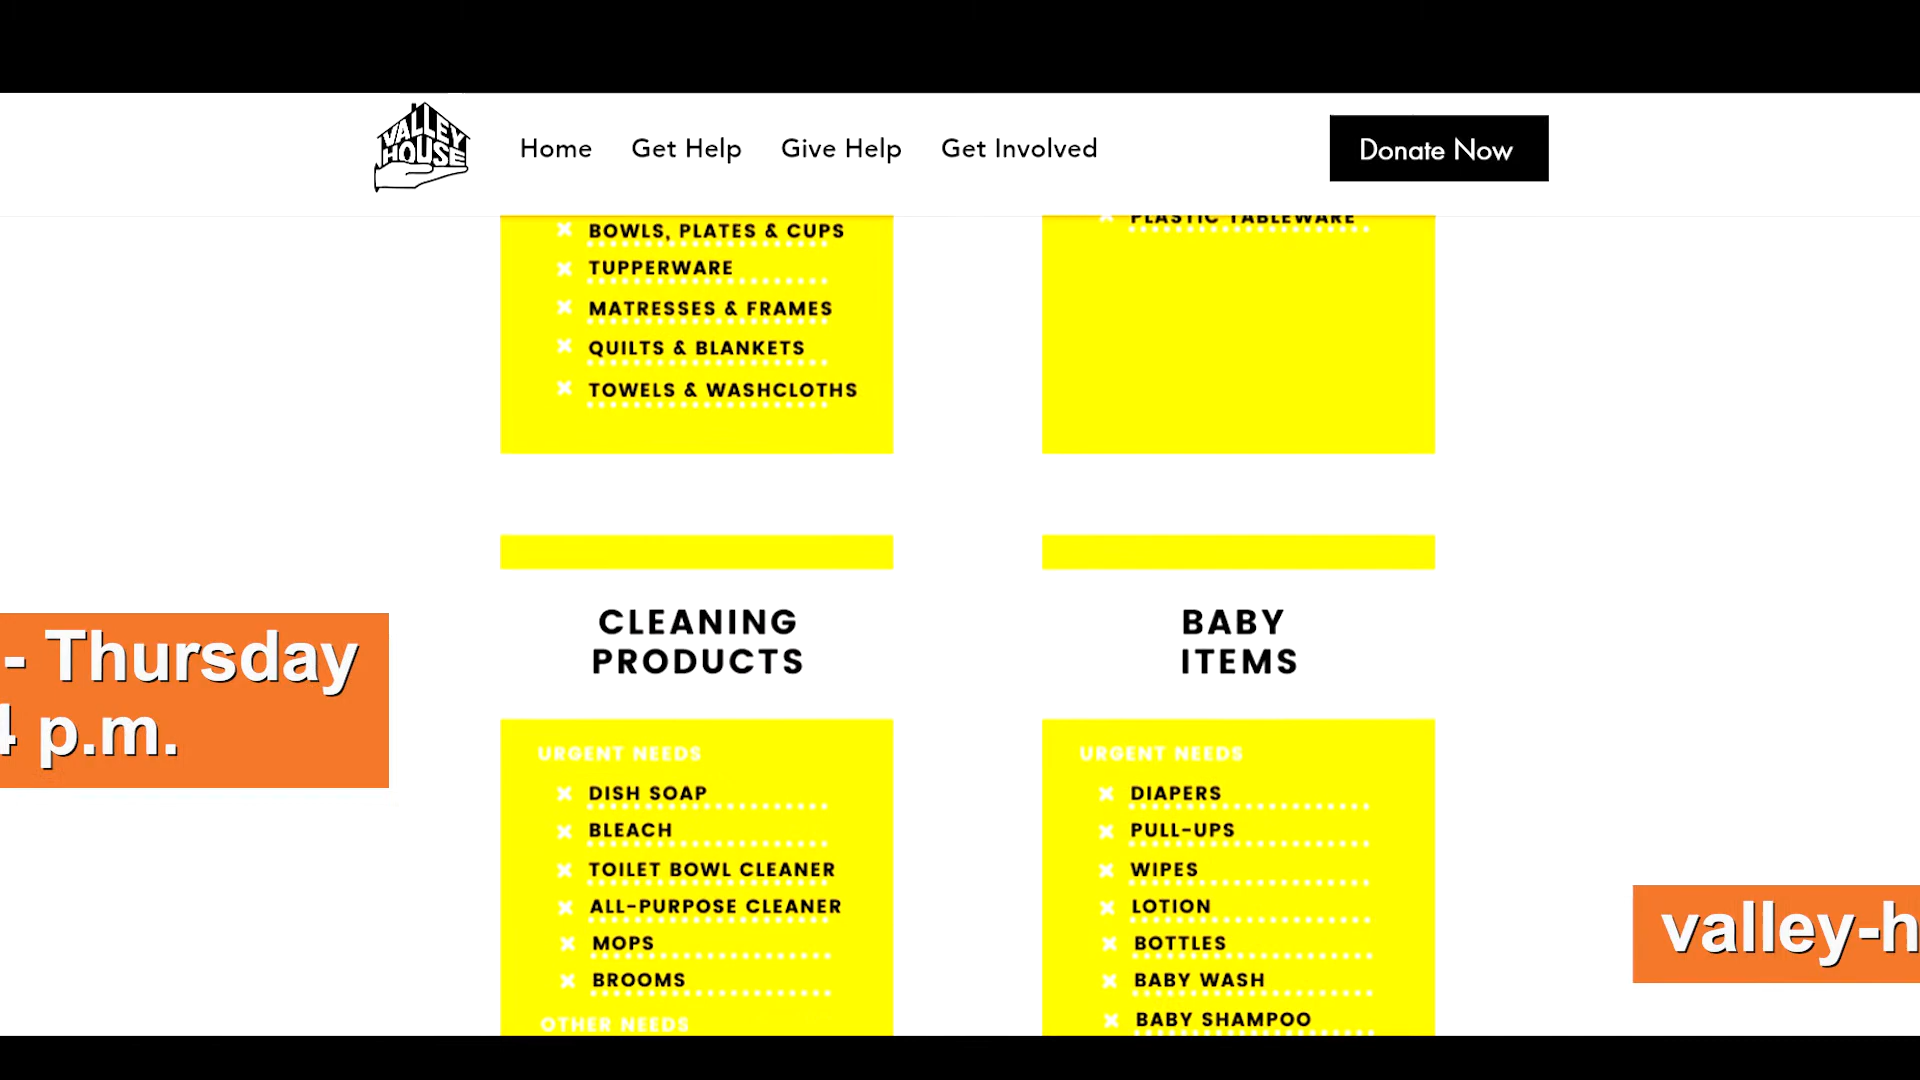 VALLEY
HOUSE
Home
Get Help
Give Help
Get Involved
Donate Now
BOWLS, PLATES & CUPS
TUPPERWARE
MATRESSES & FRAMES
QUILTS & BLANKETS
TOWELS & WASHCLOTHS
PLASTIC TABLEWARE
CLEANING
PRODUCTS
URGENT NEEDS
DISH SOAP
BLEACH
TOILET BOWL CLEANER
ALL-PURPOSE CLEANER
MOPS
BROOMS
OTHER NEEDS
BABY
ITEMS
URGENT NEEDS
DIAPERS
PULL-UPS
WIPES
LOTION
BOTTLES
BABY WASH
BABY SHAMPOO
- Thursday
4 p.m.
valley-h